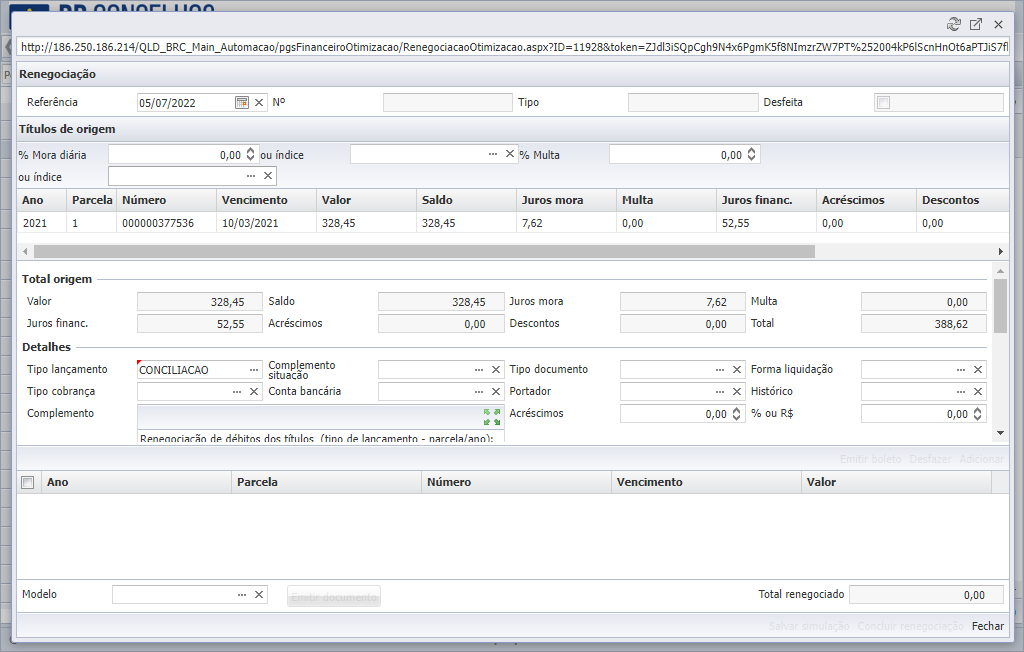 BR CONSELHOS
http://186.250.186.214/QLD_BRC_Main_Automacao/pgsFinanceiroOtimizacao/RenegociacaoOtimizacao.aspx?ID=11928&token=ZJdl3iSQpCgh9N4x6PgmK5f8NImzrZW7PT%252004kP6lScnHnOt6aPTJiS7fl
Renegociação
Referência 05/07/2022 Nº Tipo Desfeita
Títulos de origem
% Mora diária 0,00 ou índice ... % Multa 0,00
ou índice ...
Ano Parcela Número Vencimento Valor Saldo Juros mora Multa Juros financ. Acréscimos Descontos
2021 1 000000377536 10/03/2021 328,45 328,45 7,62 0,00 52,55 0,00 0,00
Total origem
Valor 328,45 Saldo 328,45 Juros mora 7,62 Multa 0,00
Juros financ. 52,55 Acréscimos 0,00 Descontos 0,00 Total 388,62
Detalhes
Tipo lançamento CONCILIACAO ... Complemento situação ... Tipo documento ... Forma liquidação ...
Tipo cobrança ... Conta bancária ... Portador ... Histórico ...
Complemento Acréscimos 0,00 % ou R$ 0,00
Renegociação de débitos dos títulos (tipo de lançamento - parcela/ano):
Emitir boleto Desfazer Adicionar
Ano Parcela Número Vencimento Valor
Modelo ... Emitir documento Total renegociado 0,00
Salvar simulação Concluir renegociação Fechar